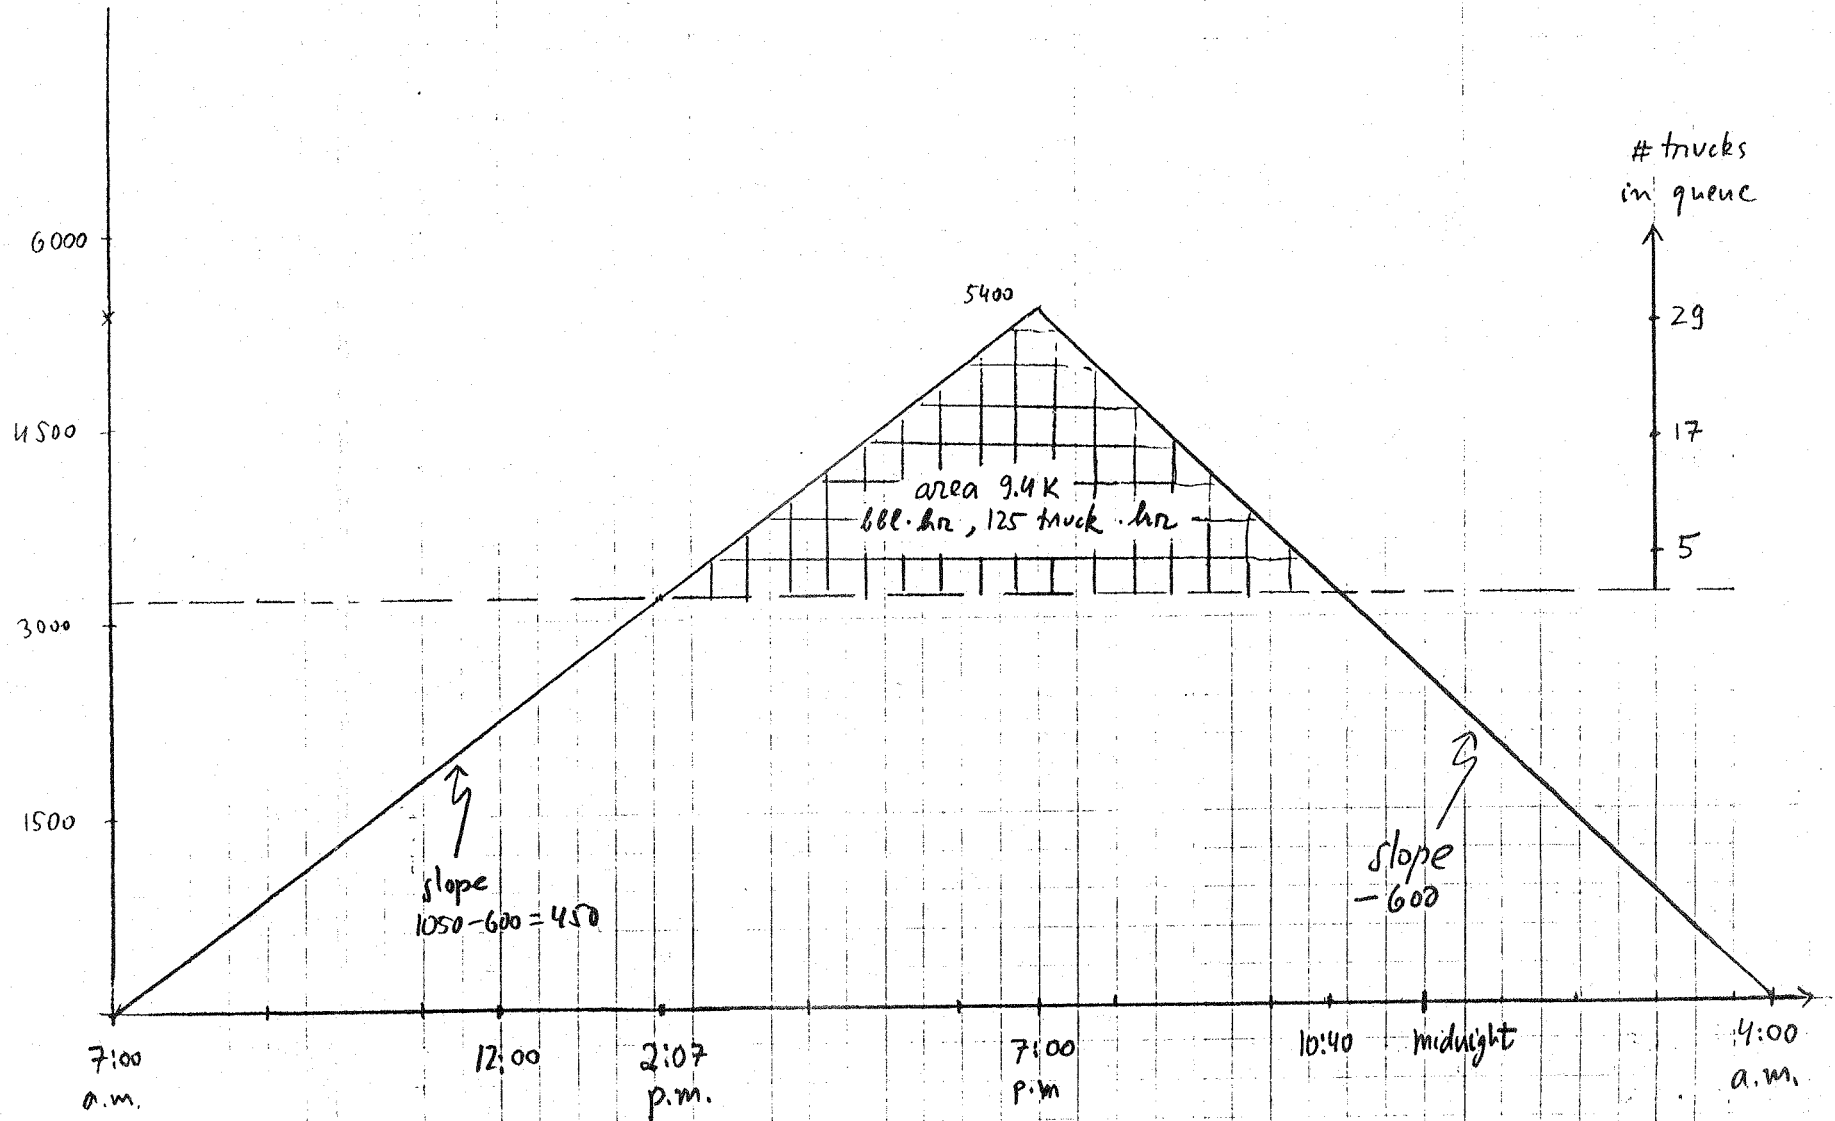 # trucks
in queue
6000
5400
29
4500
17
area 9.4K
bbl·hr, 125 truck·hr
5
3000
1500
slope
1050-600=450
slope
-600
7:00
a.m.
12:00
2:07
p.m.
7:00
p.m
10:40
midnight
4:00
a.m.